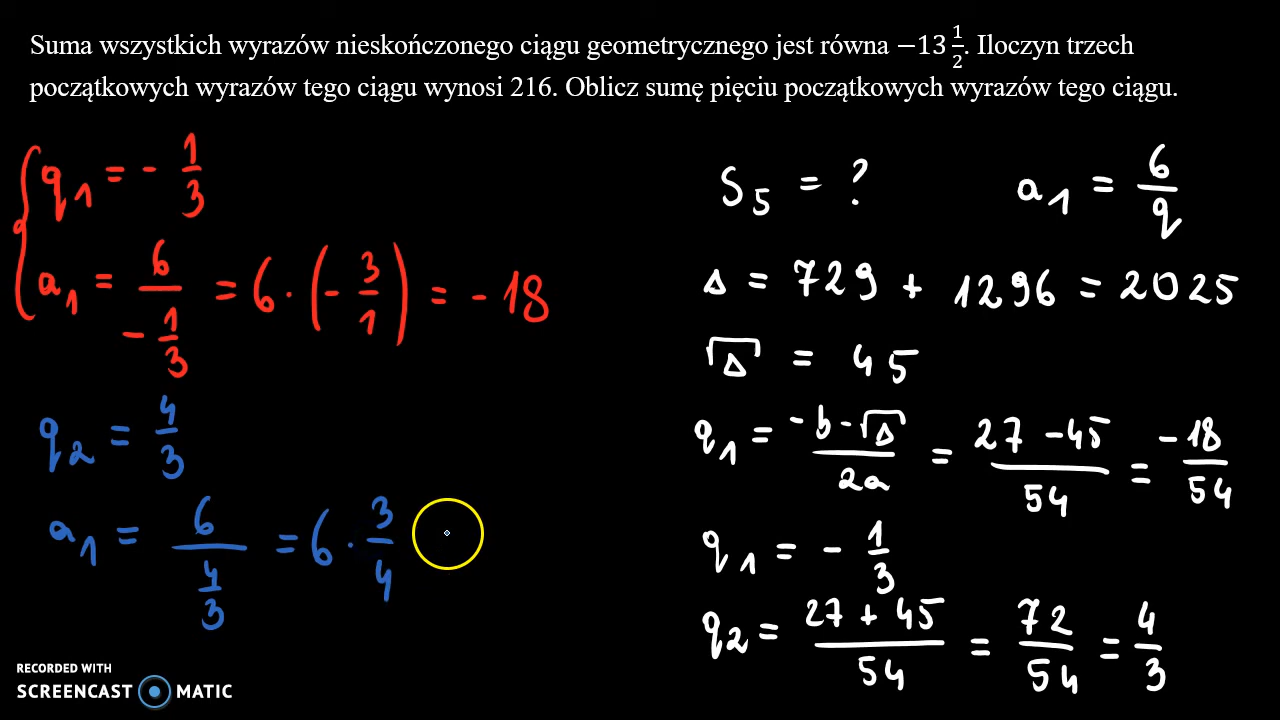 Suma wszystkich wyrazów nieskończonego ciągu geometrycznego jest równa −13 1/2. Iloczyn trzech
początkowych wyrazów tego ciągu wynosi 216. Oblicz sumę pięciu początkowych wyrazów tego ciągu.
q₁ = - 1/3
a₁ = 6/(- 1/3) = 6 · (- 3/1) = - 18
q₂ = 4/3
a₁ = 6/(4/3) = 6 · 3/4
S₅ = ? a₁ = 6/q
Δ = 729 + 1296 = 2025
√Δ = 45
q₁ = (-b-√Δ)/2a = (27 - 45)/54 = -18/54
q₁ = - 1/3
q₂ = (27 + 45)/54 = 72/54 = 4/3
RECORDED WITH
SCREENCAST MATIC